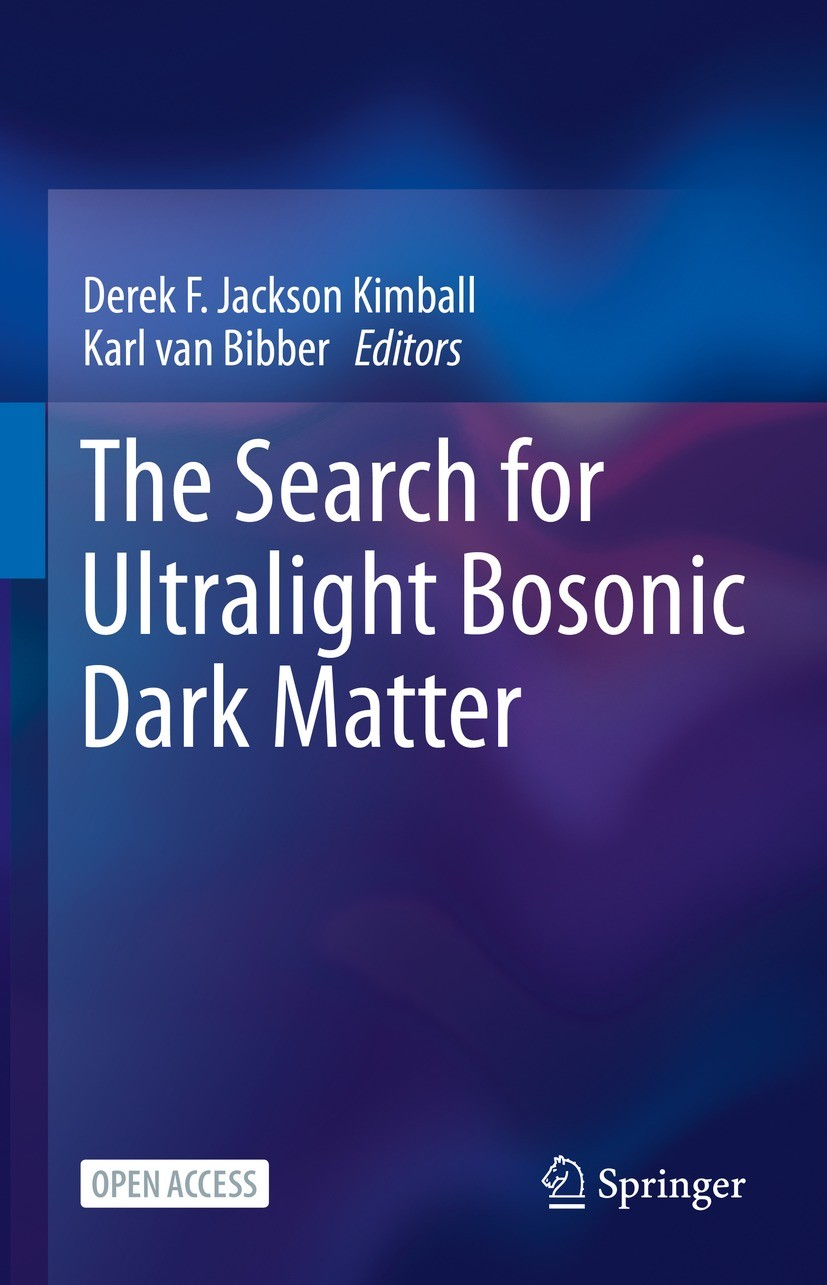 Derek F. Jackson Kimball
Karl van Bibber Editors
The Search for
Ultralight Bosonic
Dark Matter
OPEN ACCESS
Springer